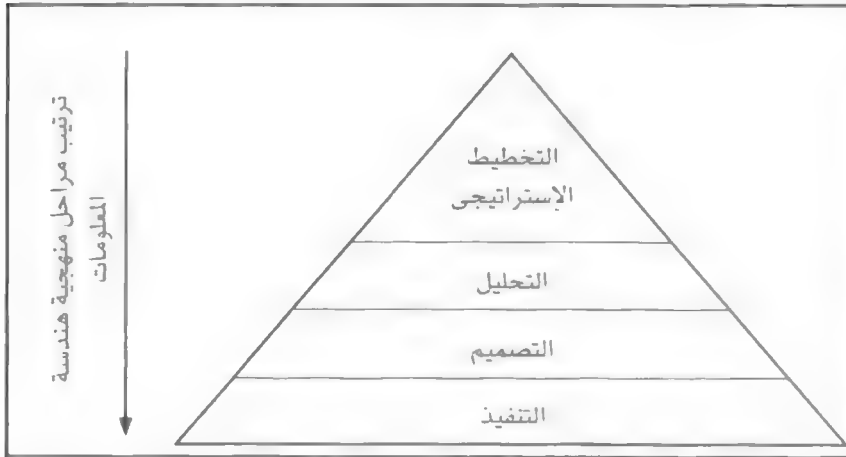 التخطيط
الإستراتيجى
التحليل
التصميم
التنفيذ
ترتيب مراحل منهجية هندسة
المعلومات